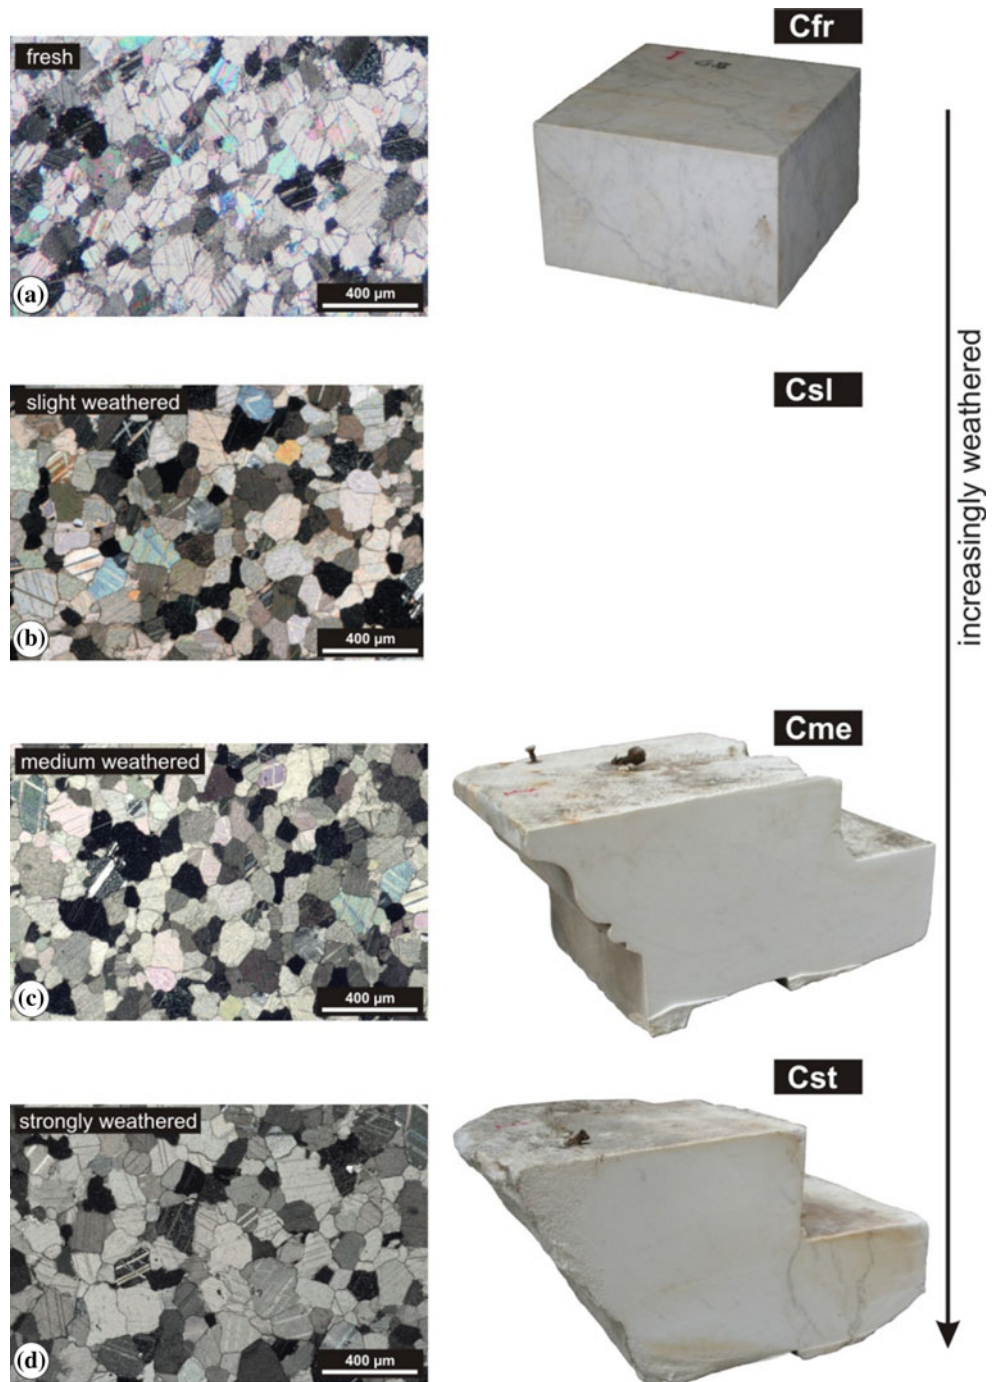 fresh
Cfr
(a)
400 µm
slight weathered
Csl
(b)
400 µm
medium weathered
Cme
(c)
400 µm
strongly weathered
Cst
(d)
400 µm
increasingly weathered